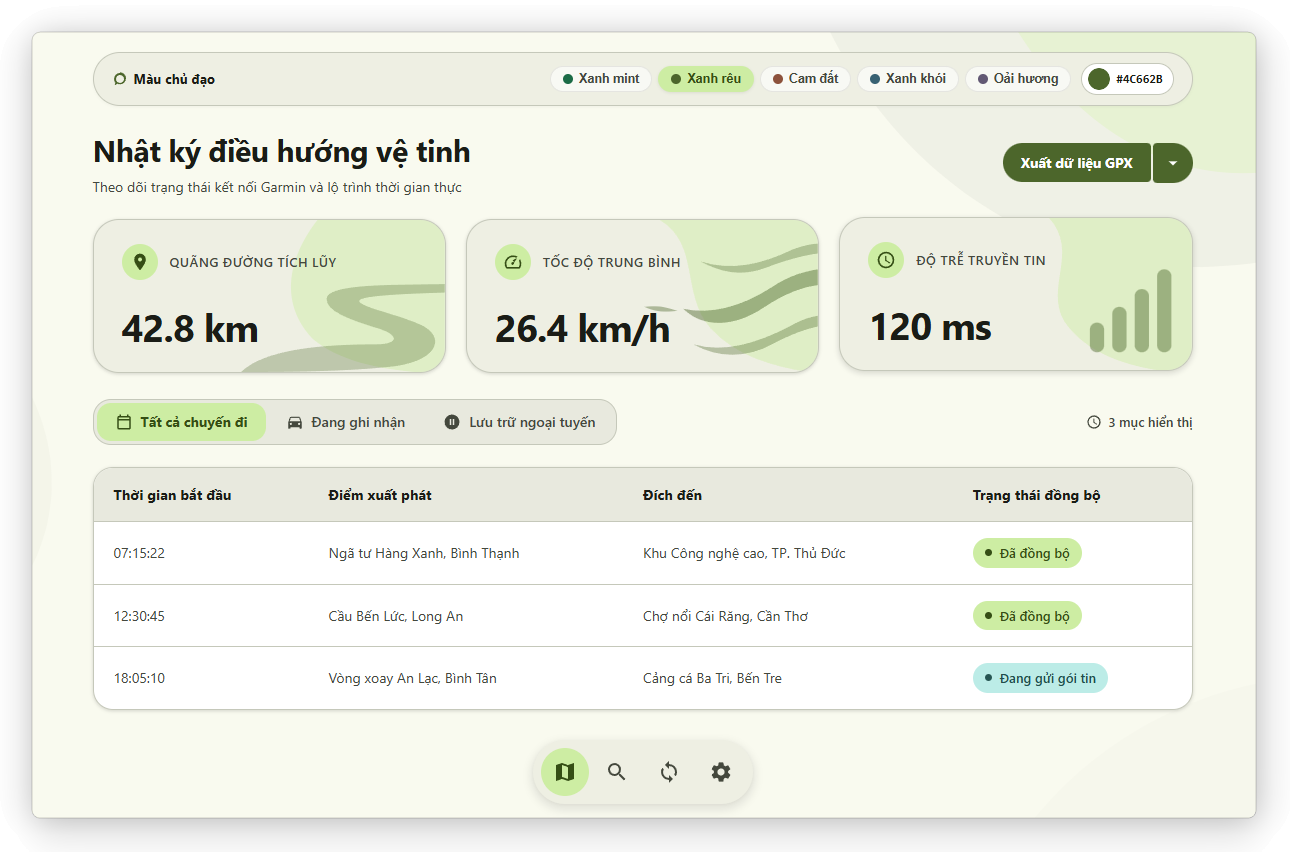 Màu chủ đạo
Xanh mint
Xanh rêu
Cam đất
Xanh khói
Oải hương
#4C662B
Nhật ký điều hướng vệ tinh
Theo dõi trạng thái kết nối Garmin và lộ trình thời gian thực
Xuất dữ liệu GPX
QUÃNG ĐƯỜNG TÍCH LŨY
42.8 km
TỐC ĐỘ TRUNG BÌNH
26.4 km/h
ĐỘ TRỄ TRUYỀN TIN
120 ms
Tất cả chuyến đi
Đang ghi nhận
Lưu trữ ngoại tuyến
3 mục hiển thị
Thời gian bắt đầu Điểm xuất phát Đích đến Trạng thái đồng bộ
07:15:22 Ngã tư Hàng Xanh, Bình Thạnh Khu Công nghệ cao, TP. Thủ Đức Đã đồng bộ
12:30:45 Cầu Bến Lức, Long An Chợ nổi Cái Răng, Cần Thơ Đã đồng bộ
18:05:10 Vòng xoay An Lạc, Bình Tân Cảng cá Ba Tri, Bến Tre Đang gửi gói tin